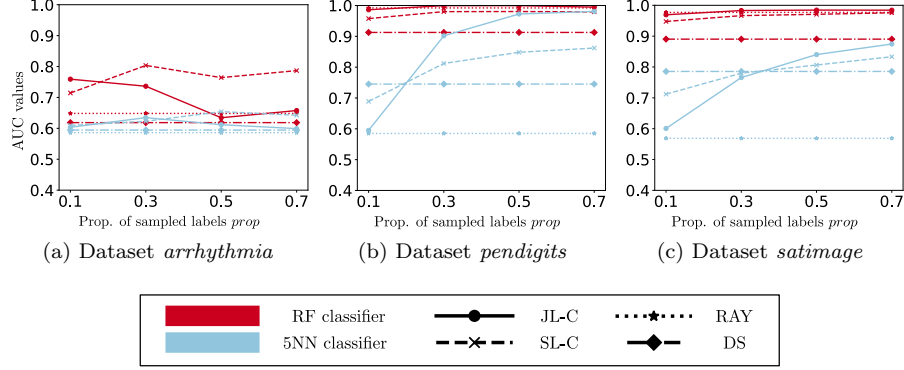 AUC values
1.0
0.9
0.8
0.7
0.6
0.5
0.4
0.1 0.3 0.5 0.7
Prop. of sampled labels prop
(a) Dataset arrhythmia
1.0
0.9
0.8
0.7
0.6
0.5
0.4
0.1 0.3 0.5 0.7
Prop. of sampled labels prop
(b) Dataset pendigits
1.0
0.9
0.8
0.7
0.6
0.5
0.4
0.1 0.3 0.5 0.7
Prop. of sampled labels prop
(c) Dataset satimage
RF classifier JL-C RAY
5NN classifier SL-C DS